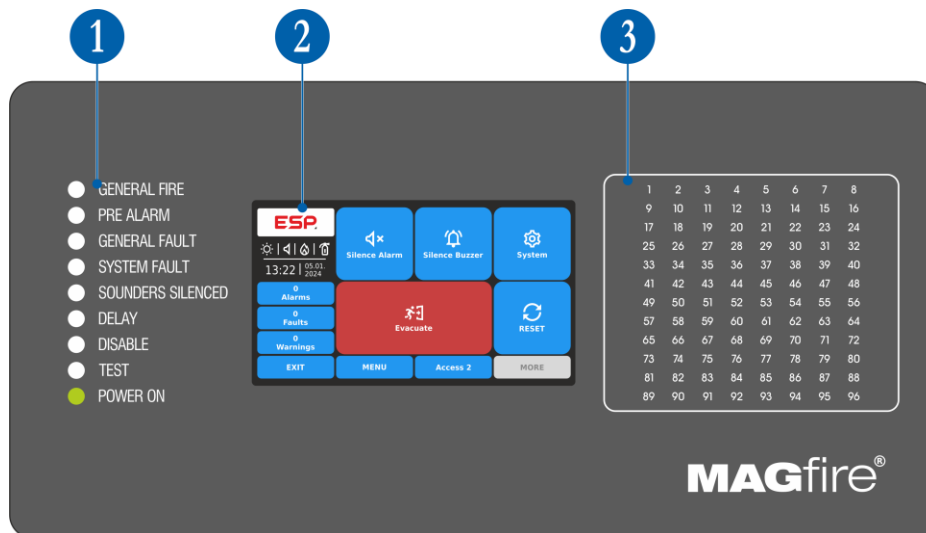 1
2
3
GENERAL FIRE
PRE ALARM
GENERAL FAULT
SYSTEM FAULT
SOUNDERS SILENCED
DELAY
DISABLE
TEST
POWER ON
ESP.
13:22 | 05.01. 2024
0
Alarms
0
Faults
0
Warnings
EXIT
Silence Alarm
Silence Buzzer
System
Evacuate
RESET
MENU
Access 2
MORE
1 2 3 4 5 6 7 8
9 10 11 12 13 14 15 16
17 18 19 20 21 22 23 24
25 26 27 28 29 30 31 32
33 34 35 36 37 38 39 40
41 42 43 44 45 46 47 48
49 50 51 52 53 54 55 56
57 58 59 60 61 62 63 64
65 66 67 68 69 70 71 72
73 74 75 76 77 78 79 80
81 82 83 84 85 86 87 88
89 90 91 92 93 94 95 96
MAGfire®